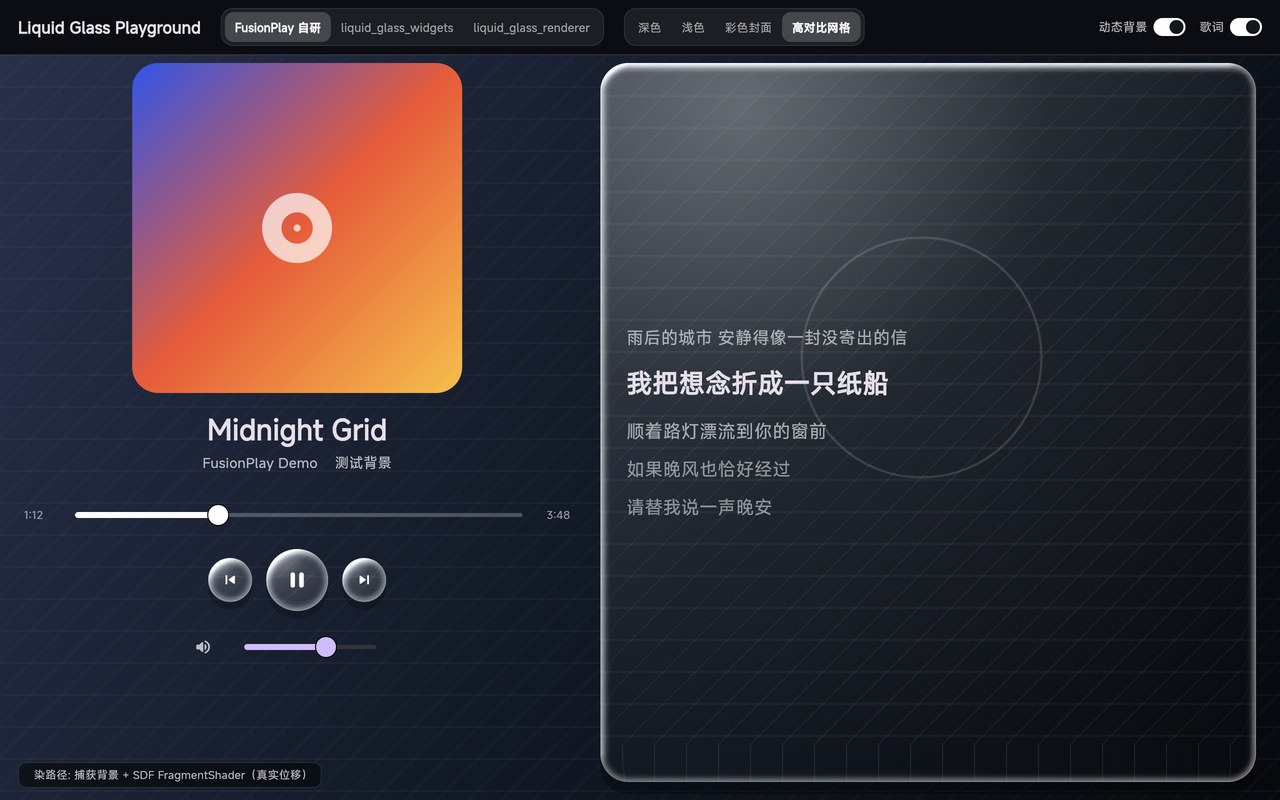 Liquid Glass Playground
FusionPlay 自研
liquid_glass_widgets
liquid_glass_renderer
深色
浅色
彩色封面
高对比网格
动态背景
歌词
Midnight Grid
FusionPlay Demo 测试背景
1:12
3:48
雨后的城市 安静得像一封没寄出的信
我把想念折成一只纸船
顺着路灯漂流到你的窗前
如果晚风也恰好经过
请替我说一声晚安
染路径: 捕获背景 + SDF FragmentShader（真实位移）